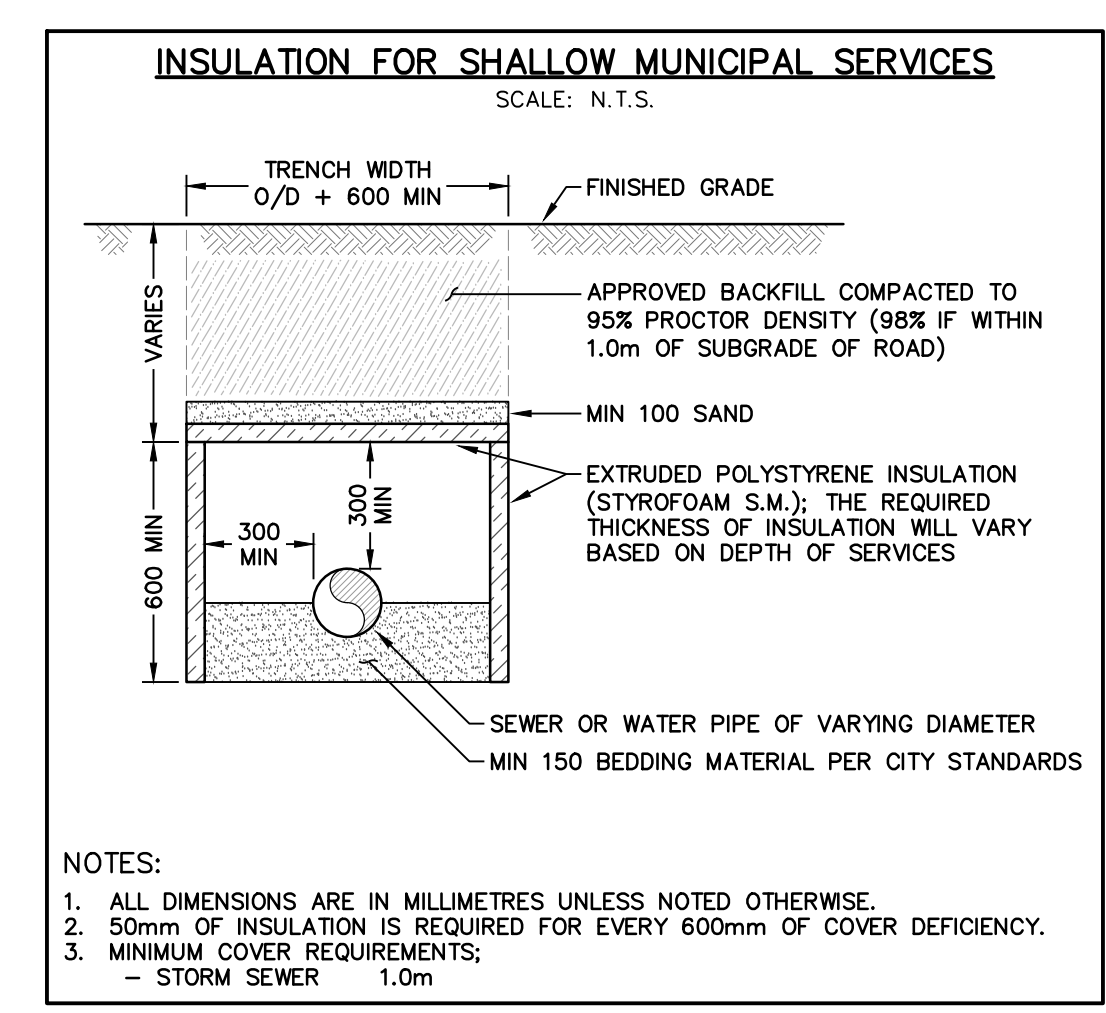 INSULATION FOR SHALLOW MUNICIPAL SERVICES
SCALE: N.T.S.
TRENCH WIDTH
O/D + 600 MIN
FINISHED GRADE
VARIES
APPROVED BACKFILL COMPACTED TO
95% PROCTOR DENSITY (98% IF WITHIN
1.0m OF SUBGRADE OF ROAD)
MIN 100 SAND
EXTRUDED POLYSTYRENE INSULATION
(STYROFOAM S.M.); THE REQUIRED
THICKNESS OF INSULATION WILL VARY
BASED ON DEPTH OF SERVICES
600 MIN
300
MIN
300
MIN
SEWER OR WATER PIPE OF VARYING DIAMETER
MIN 150 BEDDING MATERIAL PER CITY STANDARDS
NOTES:
1. ALL DIMENSIONS ARE IN MILLIMETRES UNLESS NOTED OTHERWISE.
2. 50mm OF INSULATION IS REQUIRED FOR EVERY 600mm OF COVER DEFICIENCY.
3. MINIMUM COVER REQUIREMENTS;
– STORM SEWER 1.0m